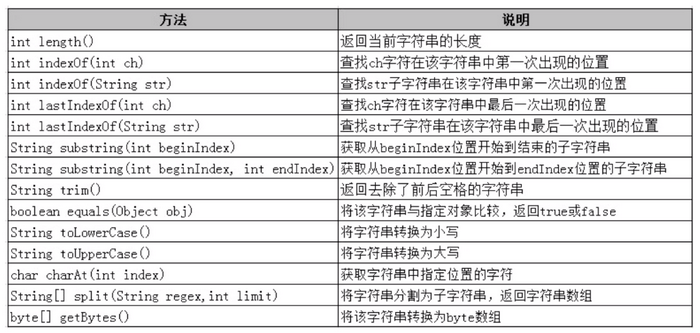 方法 说明
int length() 返回当前字符串的长度
int indexOf(int ch) 查找ch字符在该字符串中第一次出现的位置
int indexOf(String str) 查找str子字符串在该字符串中第一次出现的位置
int lastIndexOf(int ch) 查找ch字符在该字符串中最后一次出现的位置
int lastIndexOf(String str) 查找str子字符串在该字符串中最后一次出现的位置
String substring(int beginIndex) 获取从beginIndex位置开始到结束的子字符串
String substring(int beginIndex, int endIndex) 获取从beginIndex位置开始到endIndex位置的子字符串
String trim() 返回去除了前后空格的字符串
boolean equals(Object obj) 将该字符串与指定对象比较，返回true或false
String toLowerCase() 将字符串转换为小写
String toUpperCase() 将字符串转换为大写
char charAt(int index) 获取字符串中指定位置的字符
String[] split(String regex,int limit) 将字符串分割为子字符串，返回字符串数组
byte[] getBytes() 将该字符串转换为byte数组